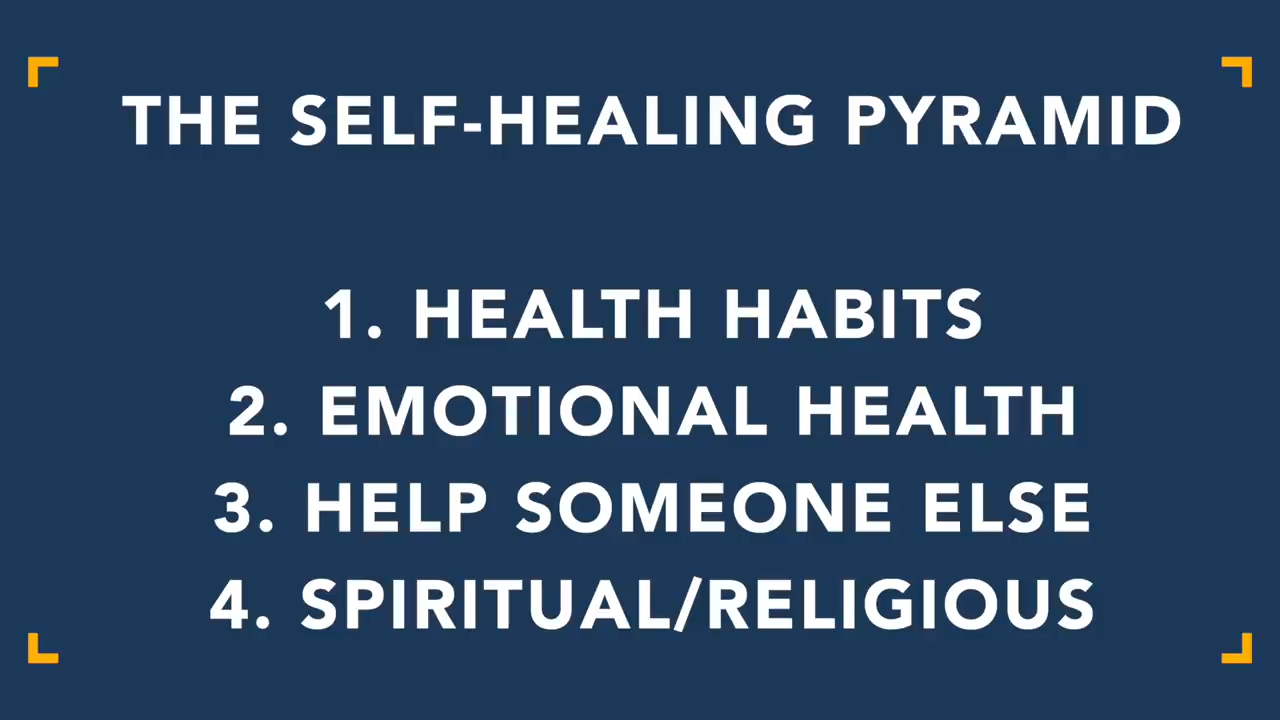 THE SELF-HEALING PYRAMID
1. HEALTH HABITS
2. EMOTIONAL HEALTH
3. HELP SOMEONE ELSE
4. SPIRITUAL/RELIGIOUS